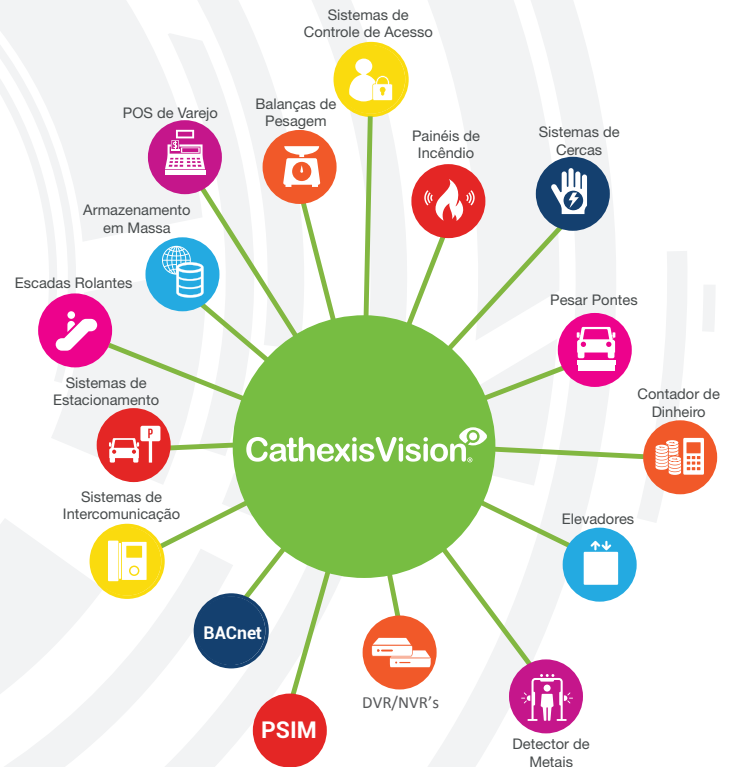 Sistemas de
Controle de Acesso
Balanças de
Pesagem
POS de Varejo
Painéis de
Incêndio
Sistemas de
Cercas
Armazenamento
em Massa
Escadas Rolantes
Pesar Pontes
Sistemas de
Estacionamento
P
Contador de
Dinheiro
CathexisVision®
Sistemas de
Intercomunicação
Elevadores
BACnet
DVR/NVR's
PSIM
Detector de
Metais
$